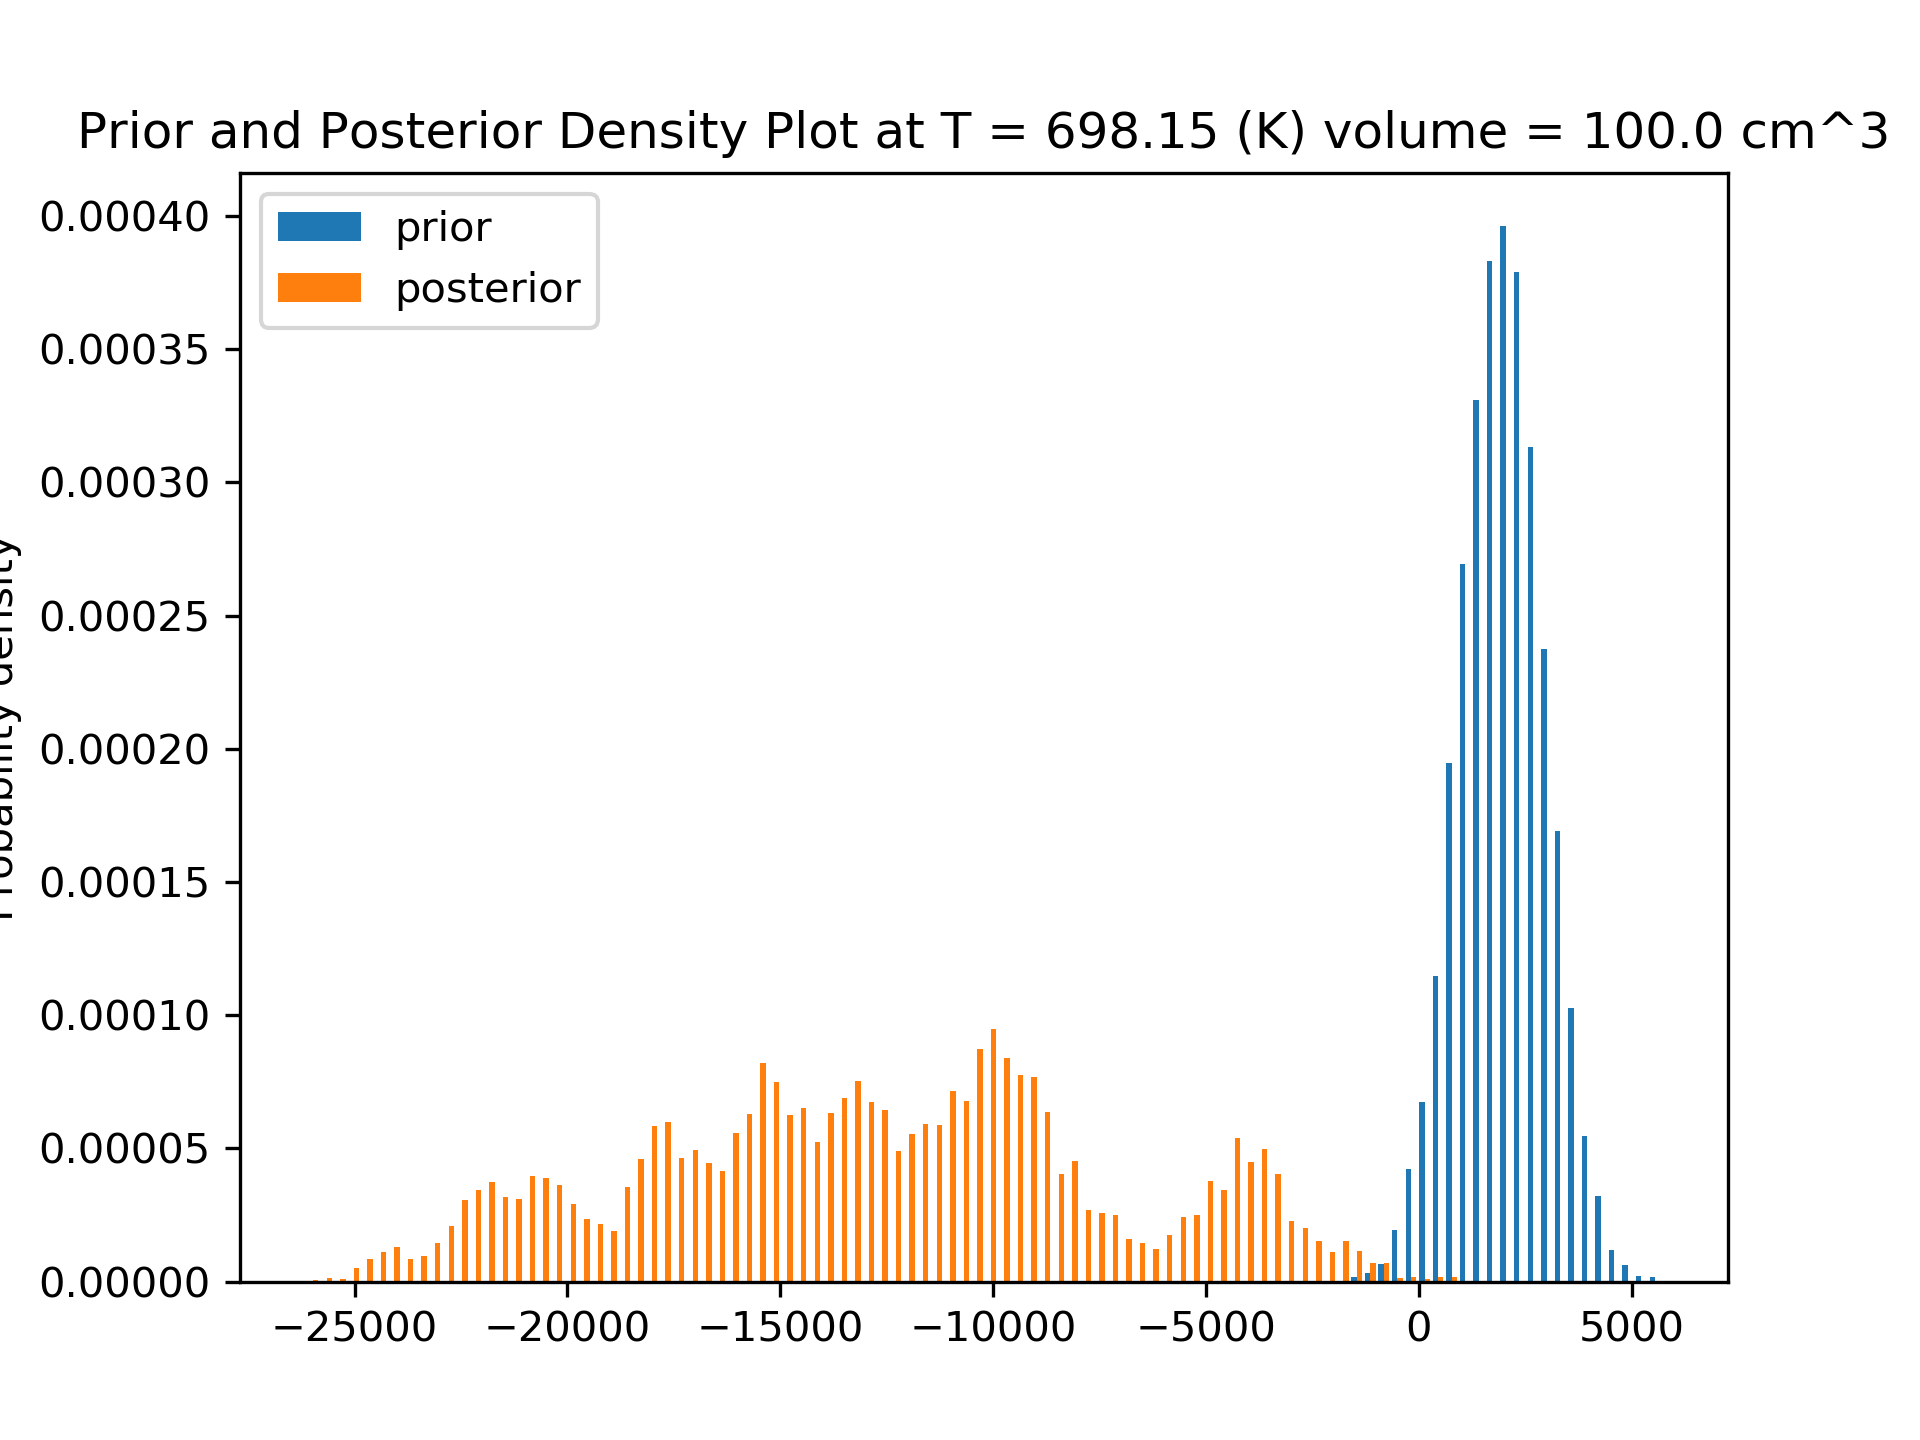 Prior and Posterior Density Plot at T = 698.15 (K) volume = 100.0 cm^3
prior
posterior
0.00040
0.00035
0.00030
0.00025
0.00020
0.00015
0.00010
0.00005
0.00000
Probability density
−25000 −20000 −15000 −10000 −5000 0 5000